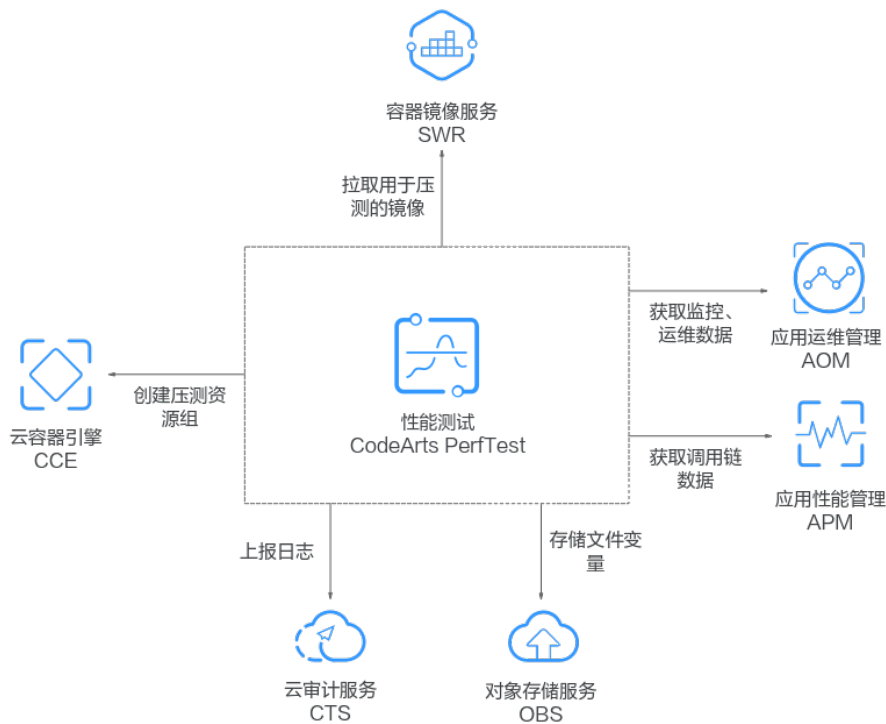 容器镜像服务
SWR
拉取用于压
测的镜像
获取监控、
运维数据
应用运维管理
AOM
创建压测资
源组
云容器引擎
CCE
性能测试
CodeArts PerfTest
获取调用链
数据
应用性能管理
APM
上报日志
存储文件变
量
云审计服务
CTS
对象存储服务
OBS